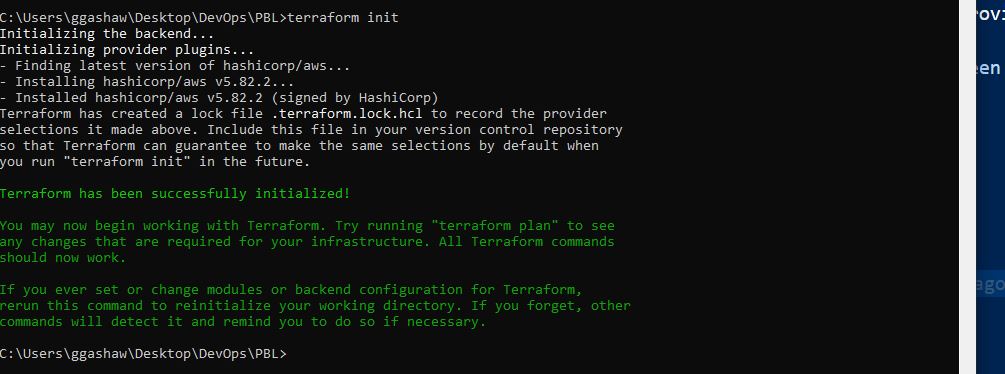 C:\Users\ggashaw\Desktop\DevOps\PBL>terraform init
Initializing the backend...
Initializing provider plugins...
- Finding latest version of hashicorp/aws...
- Installing hashicorp/aws v5.82.2...
- Installed hashicorp/aws v5.82.2 (signed by HashiCorp)
Terraform has created a lock file .terraform.lock.hcl to record the provider
selections it made above. Include this file in your version control repository
so that Terraform can guarantee to make the same selections by default when
you run "terraform init" in the future.
Terraform has been successfully initialized!
You may now begin working with Terraform. Try running "terraform plan" to see
any changes that are required for your infrastructure. All Terraform commands
should now work.
If you ever set or change modules or backend configuration for Terraform,
rerun this command to reinitialize your working directory. If you forget, other
commands will detect it and remind you to do so if necessary.
C:\Users\ggashaw\Desktop\DevOps\PBL>